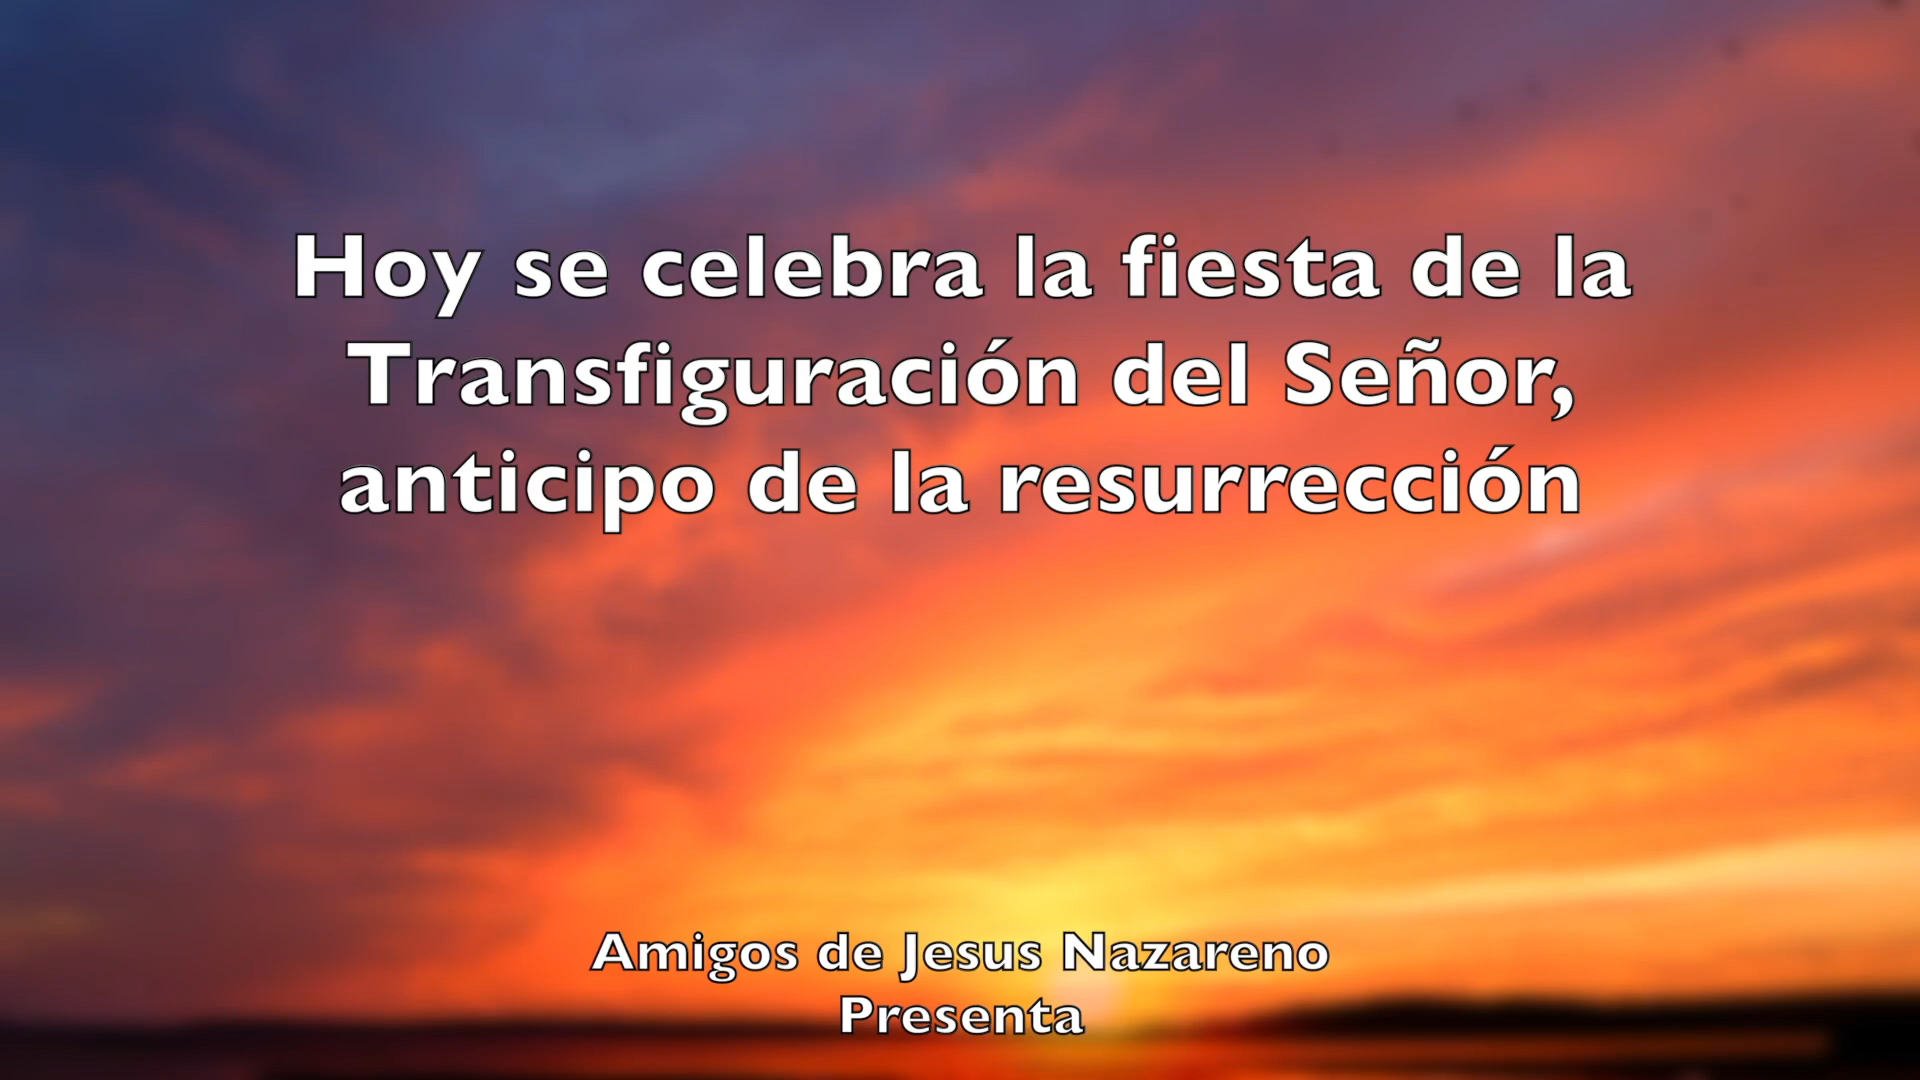 Hoy se celebra la fiesta de la
Transfiguración del Señor,
anticipo de la resurrección
Amigos de Jesus Nazareno
Presenta